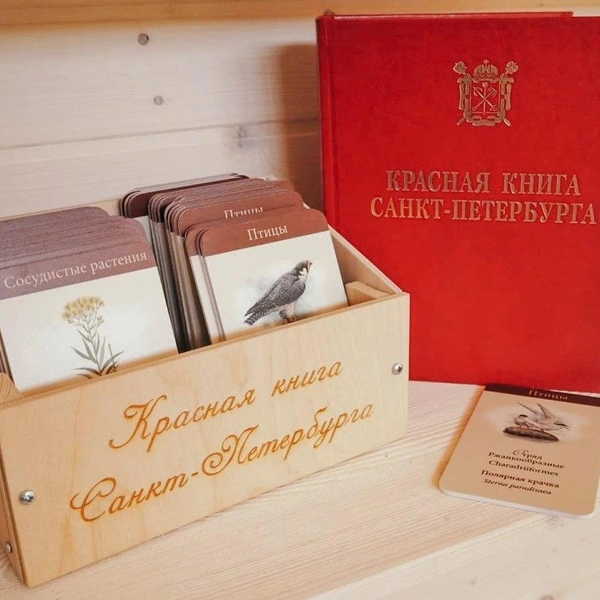 КРАСНАЯ КНИГА
САНКТ-ПЕТЕРБУРГА
Птицы
Птицы
Сосудистые растения
Красная книга
Санкт-Петербурга
Птицы
Отряд
Ржанкообразные
Charadriiformes
Полярная крачка
Sterna paradisaea